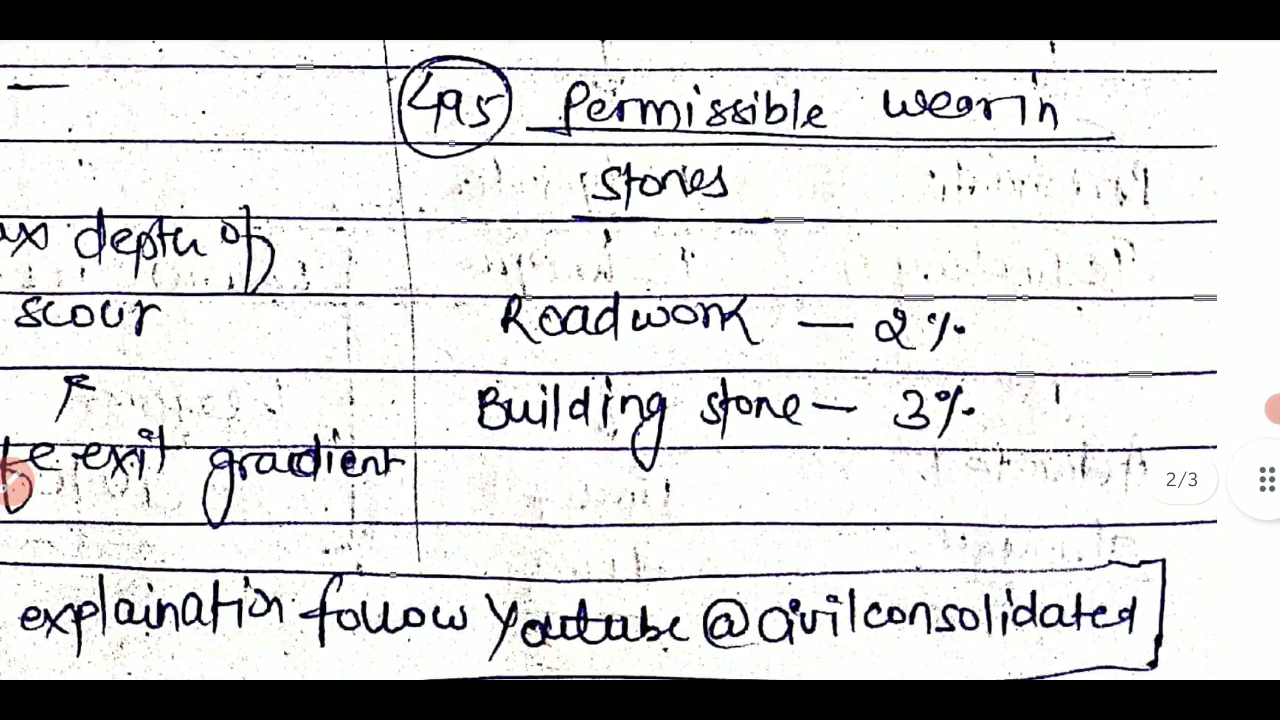 495 Permissible wear in
stones
depth of
scour
Roadwork — 2%
Building stone — 3%
exit gradient
2/3
explaination follow Youtube @civilconsolidated